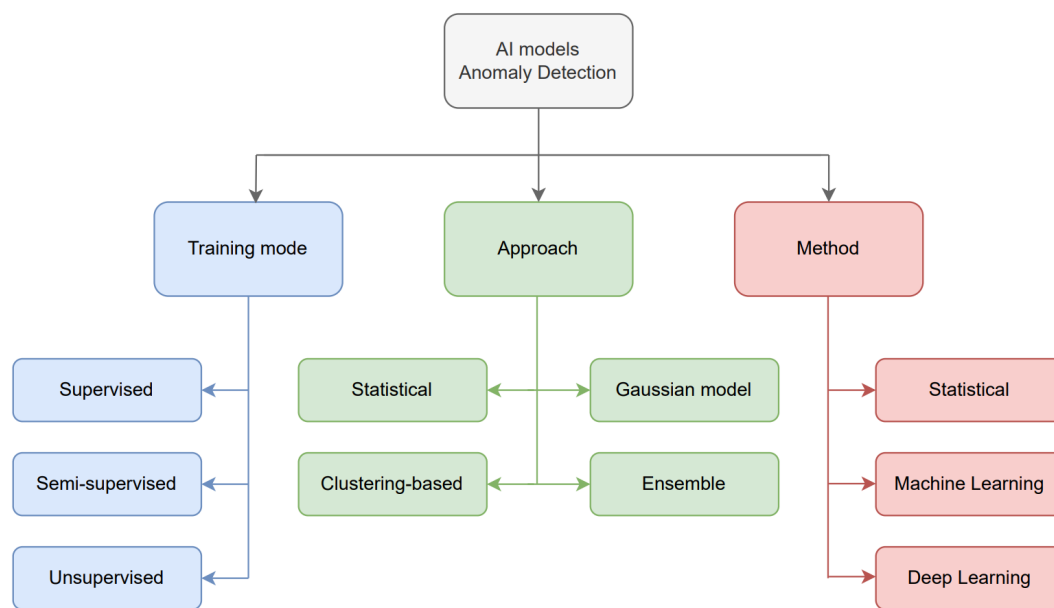 AI models
Anomaly Detection
Training mode
Approach
Method
Supervised
Statistical
Gaussian model
Statistical
Semi-supervised
Clustering-based
Ensemble
Machine Learning
Unsupervised
Deep Learning